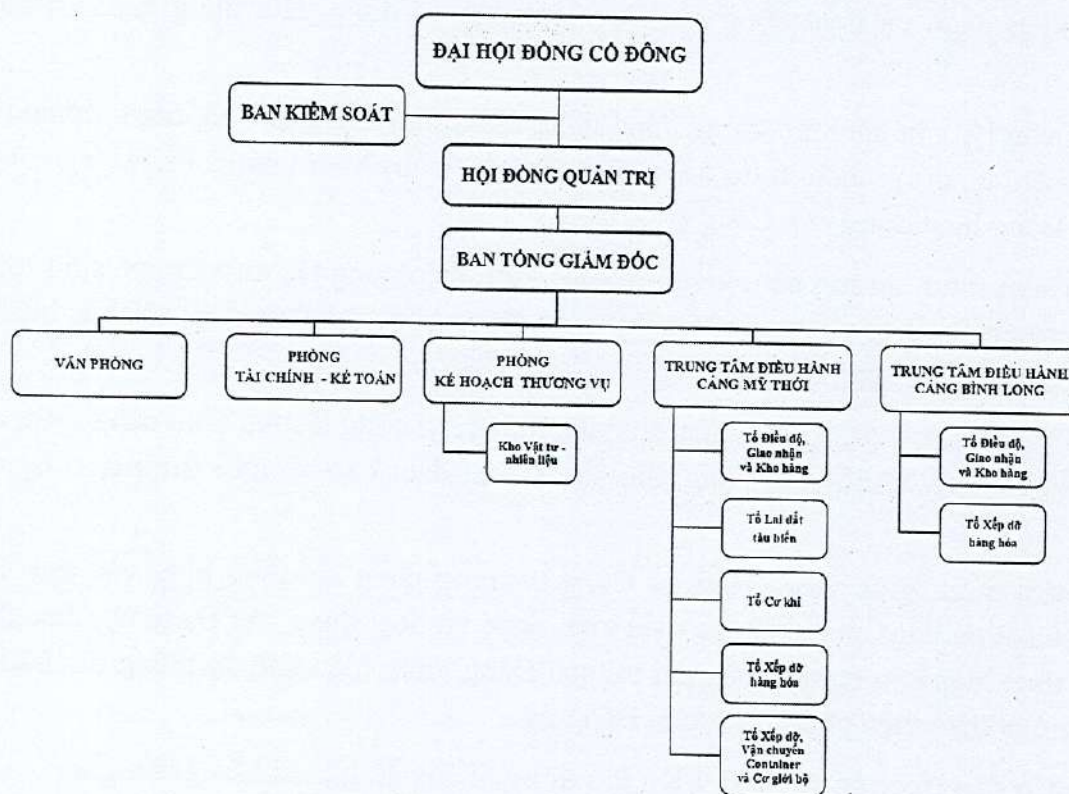 ĐẠI HỘI ĐỒNG CỔ ĐÔNG
BAN KIỂM SOÁT
HỘI ĐỒNG QUẢN TRỊ
BAN TỔNG GIÁM ĐỐC
VĂN PHÒNG
PHÒNG
TÀI CHÍNH - KẾ TOÁN
PHÒNG
KẾ HOẠCH THƯƠNG VỤ
TRUNG TÂM ĐIỀU HÀNH
CẢNG MỸ THỚI
TRUNG TÂM ĐIỀU HÀNH
CẢNG BÌNH LONG
Kho Vật tư -
nhiên liệu
Tổ Điều độ,
Giao nhận
và Kho hàng
Tổ Lai dắt
tàu biển
Tổ Cơ khí
Tổ Xếp dỡ
hàng hóa
Tổ Xếp dỡ,
Vận chuyển
Container
và Cơ giới bộ
Tổ Điều độ,
Giao nhận
và Kho hàng
Tổ Xếp dỡ
hàng hóa